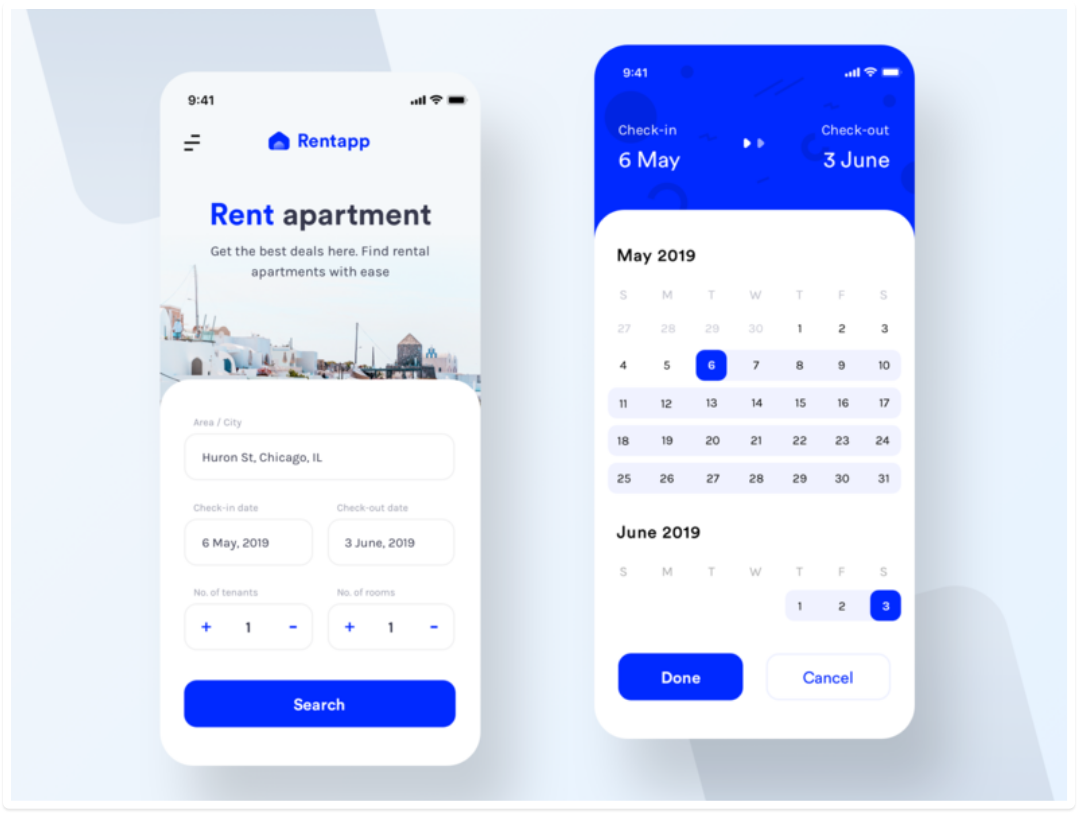 9:41
Rentapp
Rent apartment
Get the best deals here. Find rental
apartments with ease
Area / City
Huron St, Chicago, IL
Check-in date Check-out date
6 May, 2019 3 June, 2019
No. of tenants No. of rooms
+ 1 - + 1 -
Search
9:41
Check-in Check-out
6 May 3 June
May 2019
S M T W T F S
27 28 29 30 1 2 3
4 5 6 7 8 9 10
11 12 13 14 15 16 17
18 19 20 21 22 23 24
25 26 27 28 29 30 31
June 2019
S M T W T F S
1 2 3
Done Cancel